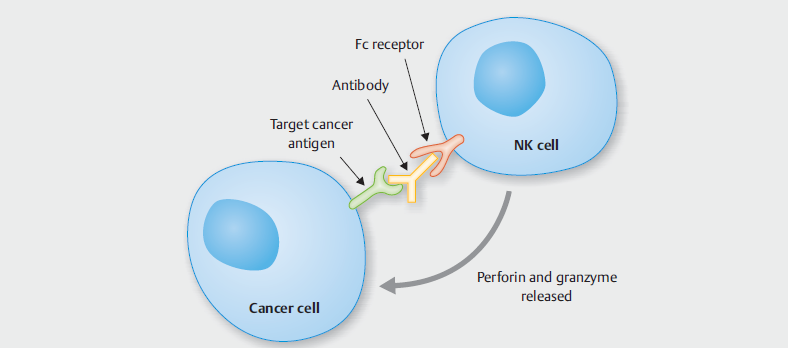 Fc receptor
Antibody
Target cancer
antigen
NK cell
Perforin and granzyme
released
Cancer cell